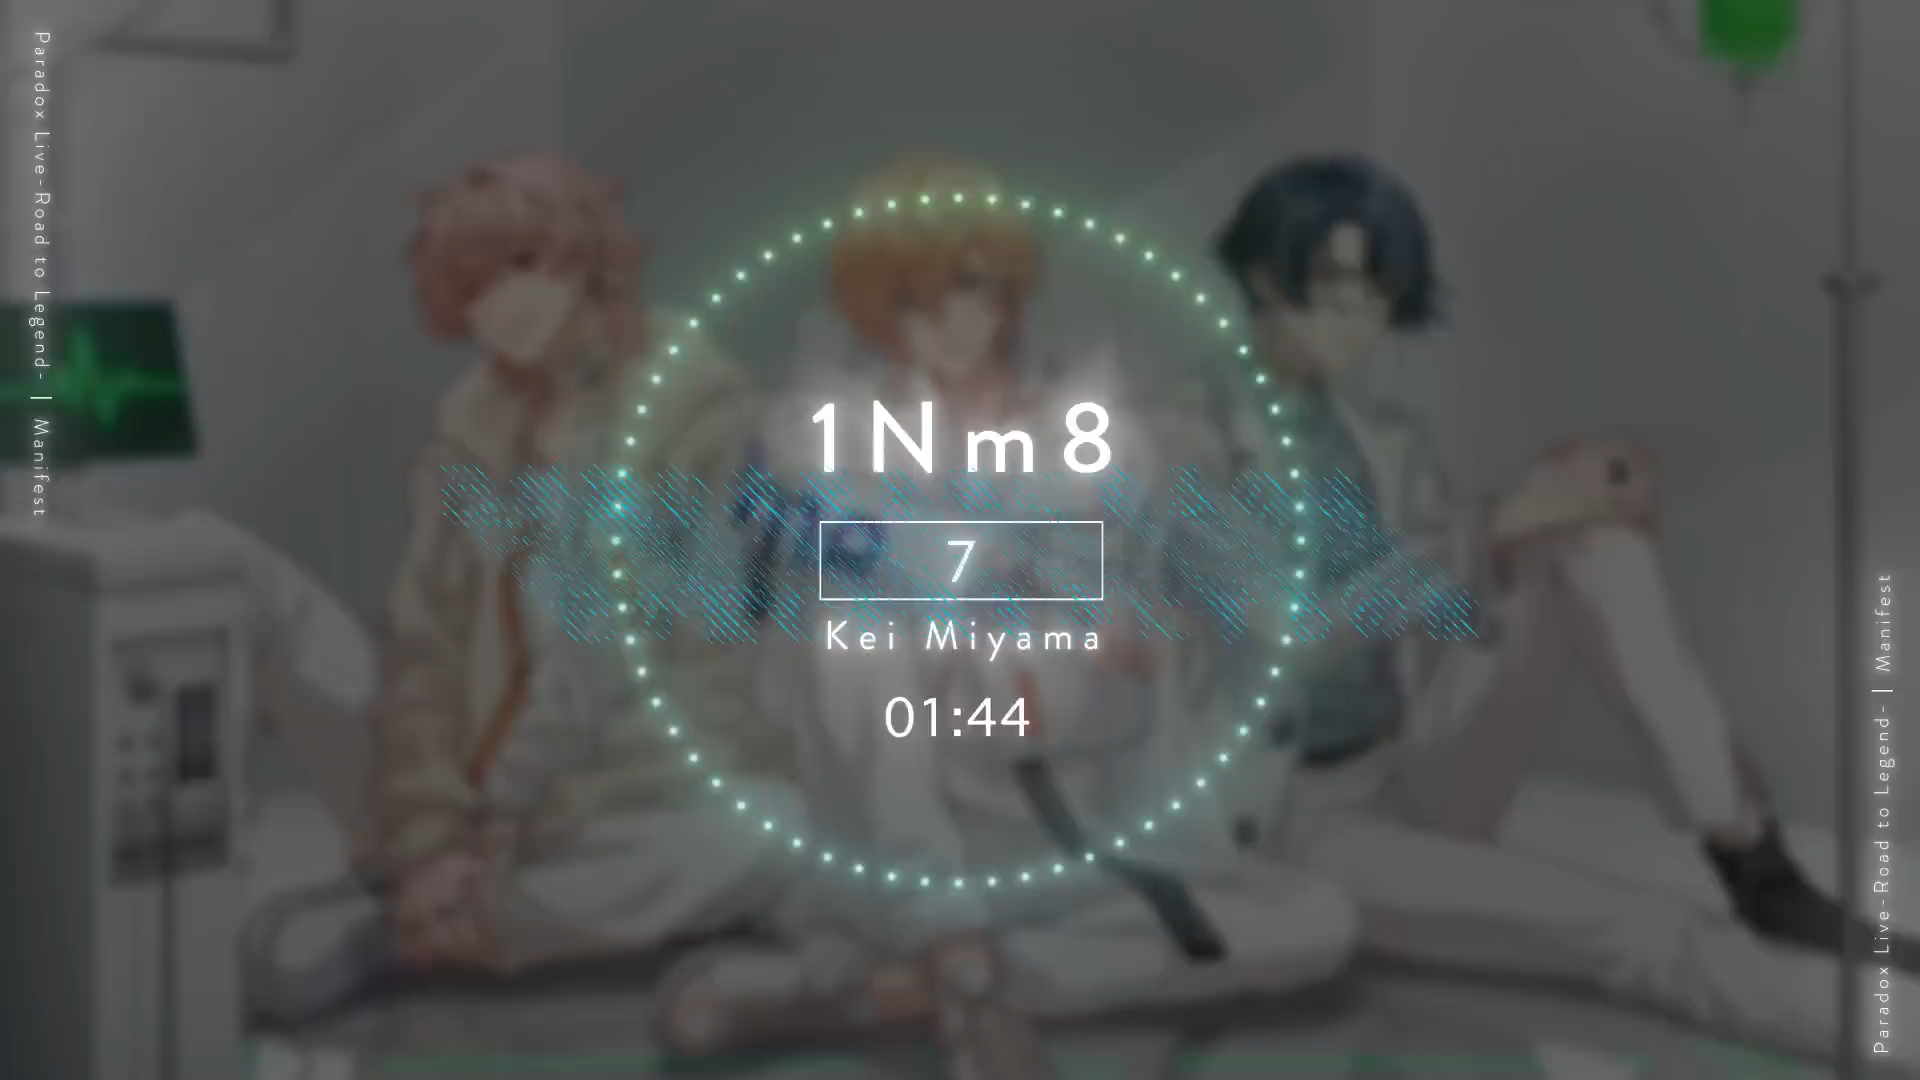 Paradox Live -Road to Legend- | Manifest
1Nm8
7
Kei Miyama
01:44
Paradox Live -Road to Legend- | Manifest